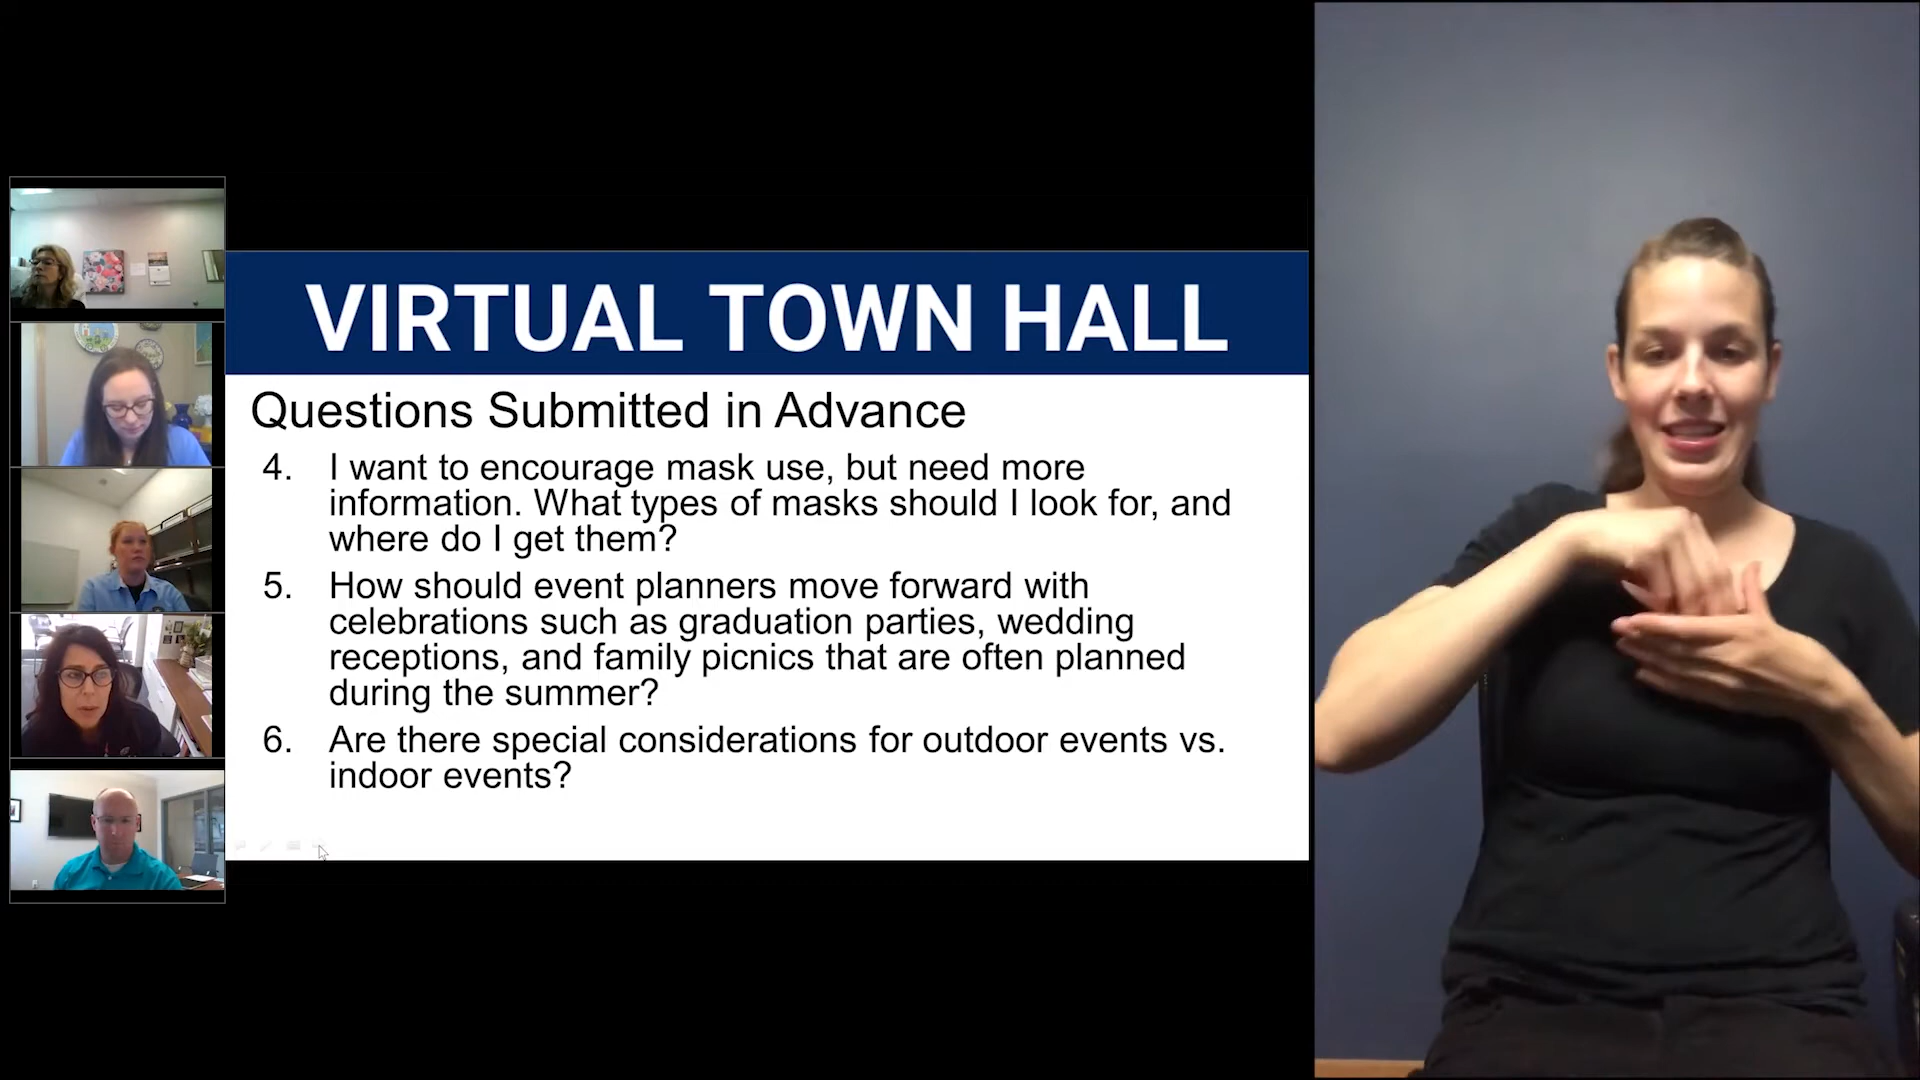 VIRTUAL TOWN HALL
Questions Submitted in Advance
4. I want to encourage mask use, but need more
information. What types of masks should I look for, and
where do I get them?
5. How should event planners move forward with
celebrations such as graduation parties, wedding
receptions, and family picnics that are often planned
during the summer?
6. Are there special considerations for outdoor events vs.
indoor events?